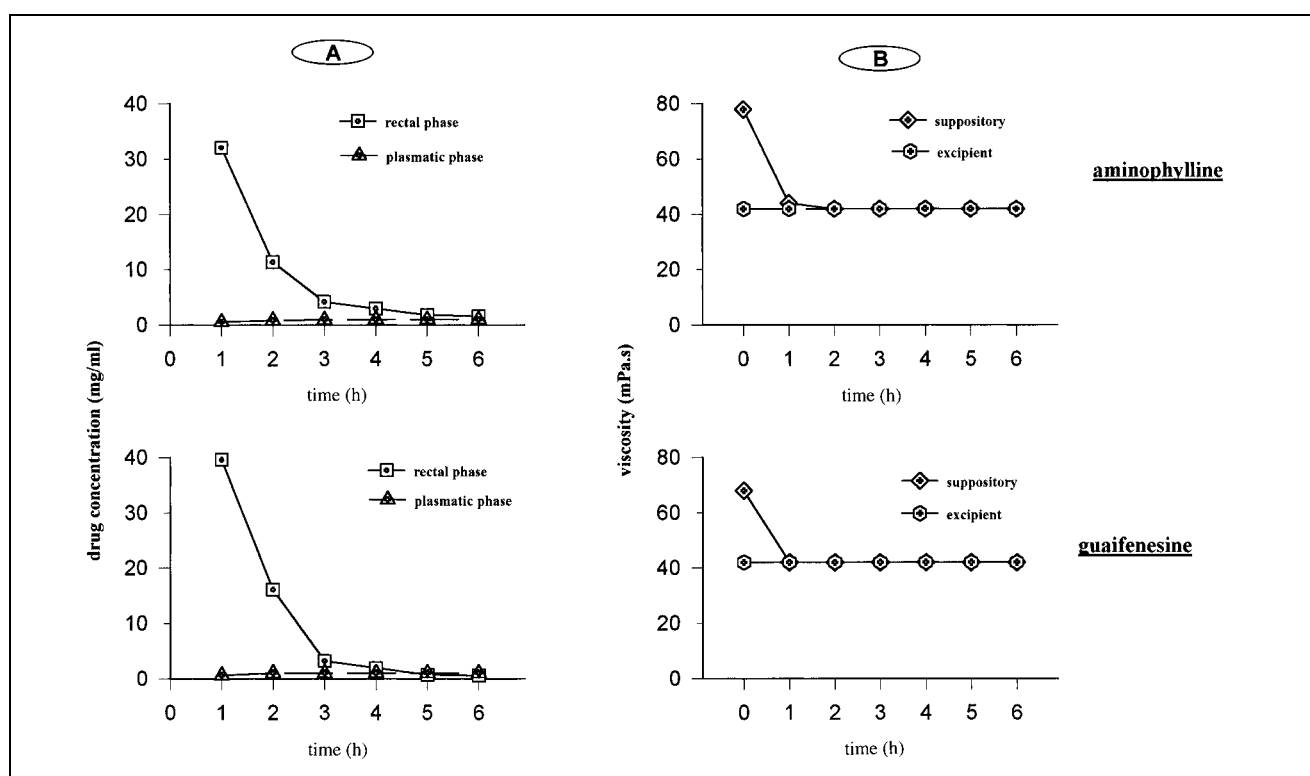 A
B
40
30
20
10
0
0 1 2 3 4 5 6
time (h)
rectal phase
plasmatic phase
80
60
40
20
0
0 1 2 3 4 5 6
time (h)
suppository
excipient
aminophylline
drug concentration (mg/ml)
viscosity (mPa.s)
40
30
20
10
0
0 1 2 3 4 5 6
time (h)
rectal phase
plasmatic phase
80
60
40
20
0
0 1 2 3 4 5 6
time (h)
suppository
excipient
guaifenesine